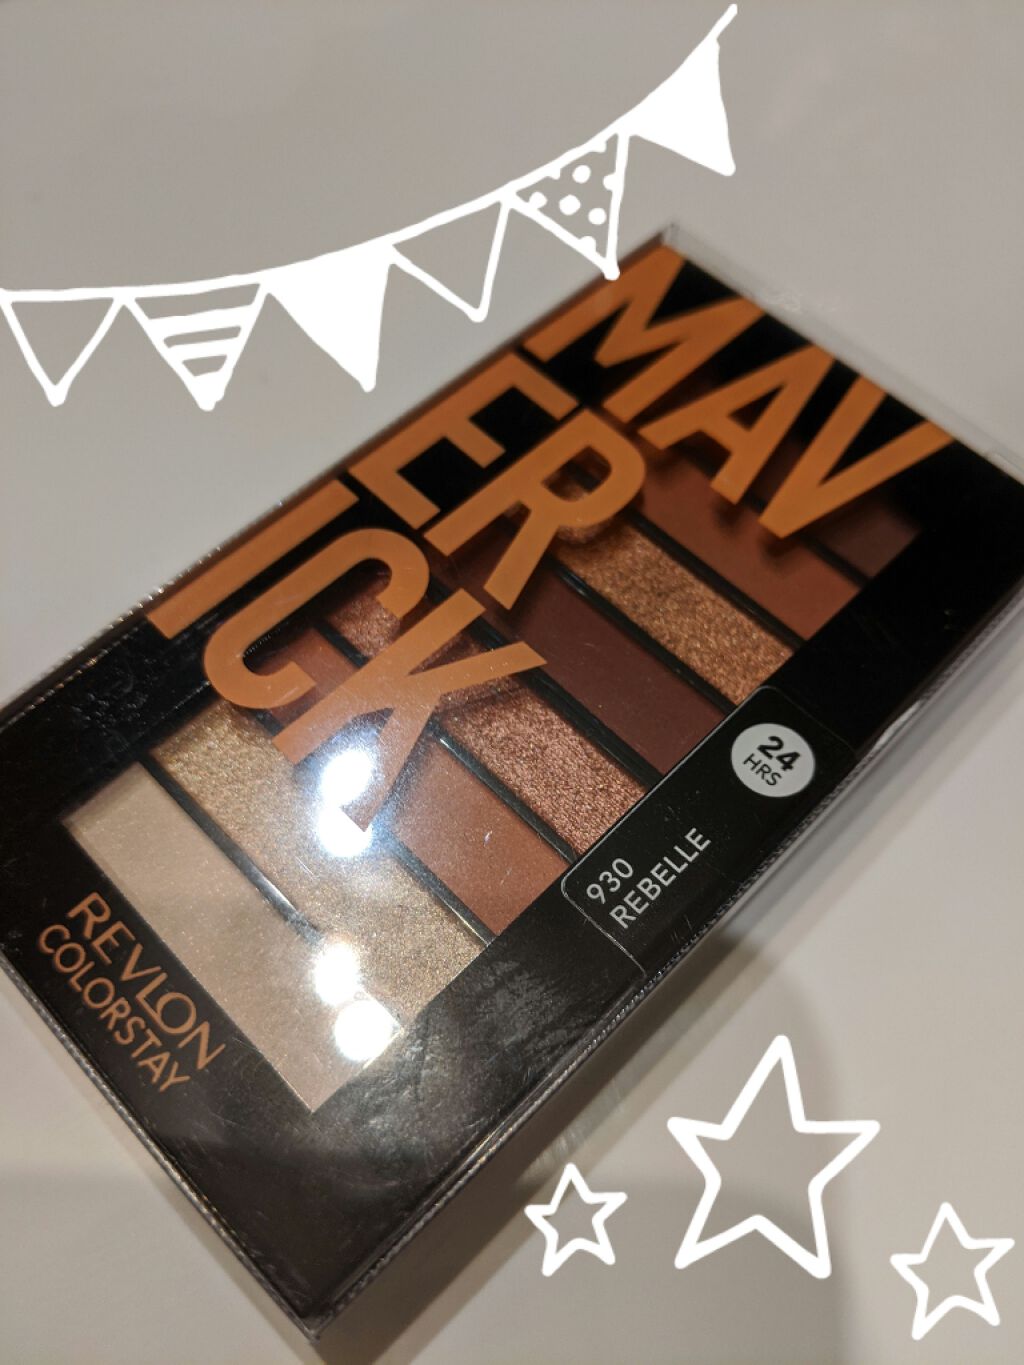 MAV
ER
ICK
24
HRS
930
REBELLE
REVLON
COLORSTAY